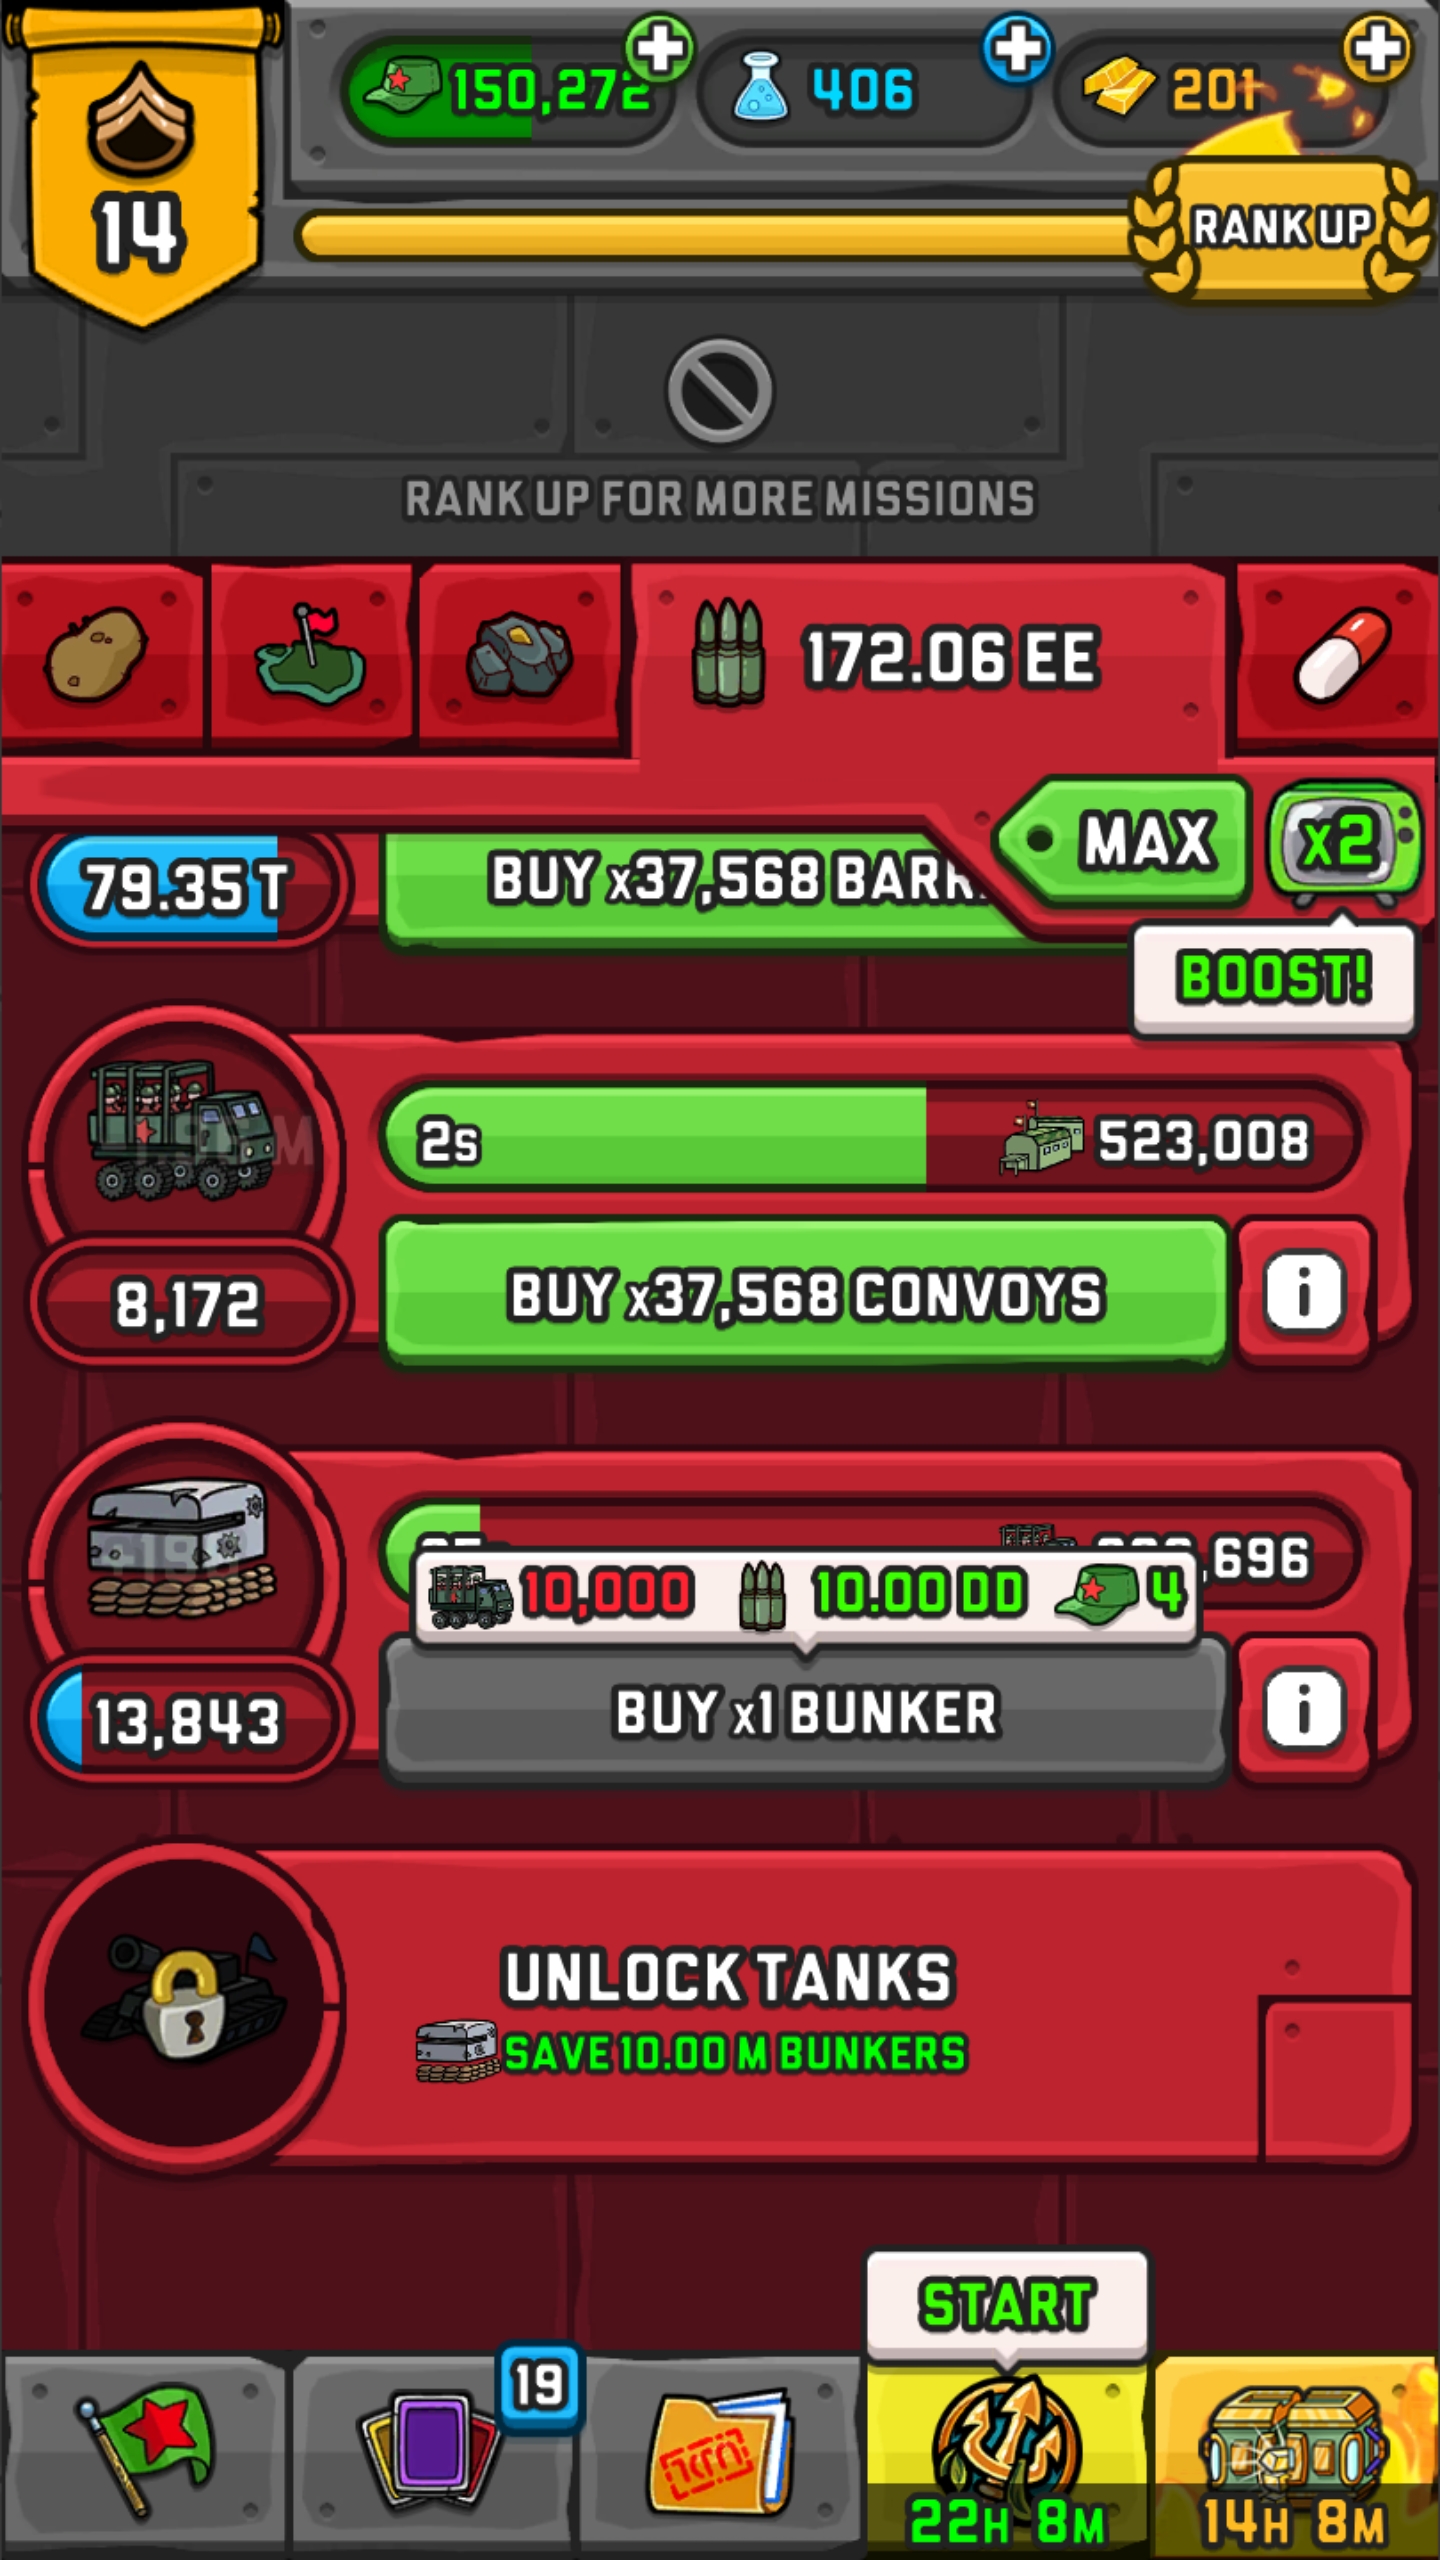 150,272
406
201
14
RANK UP
RANK UP FOR MORE MISSIONS
172.06 EE
79.35 T
BUY x37,568
MAX
x2
BOOST!
2s
523,008
8,172
BUY x37,568 CONVOYS
10,000
10.00 DD
4
13,843
BUY x1 BUNKER
UNLOCK TANKS
SAVE 10.00 M BUNKERS
START
19
22H 8M
14H 8M